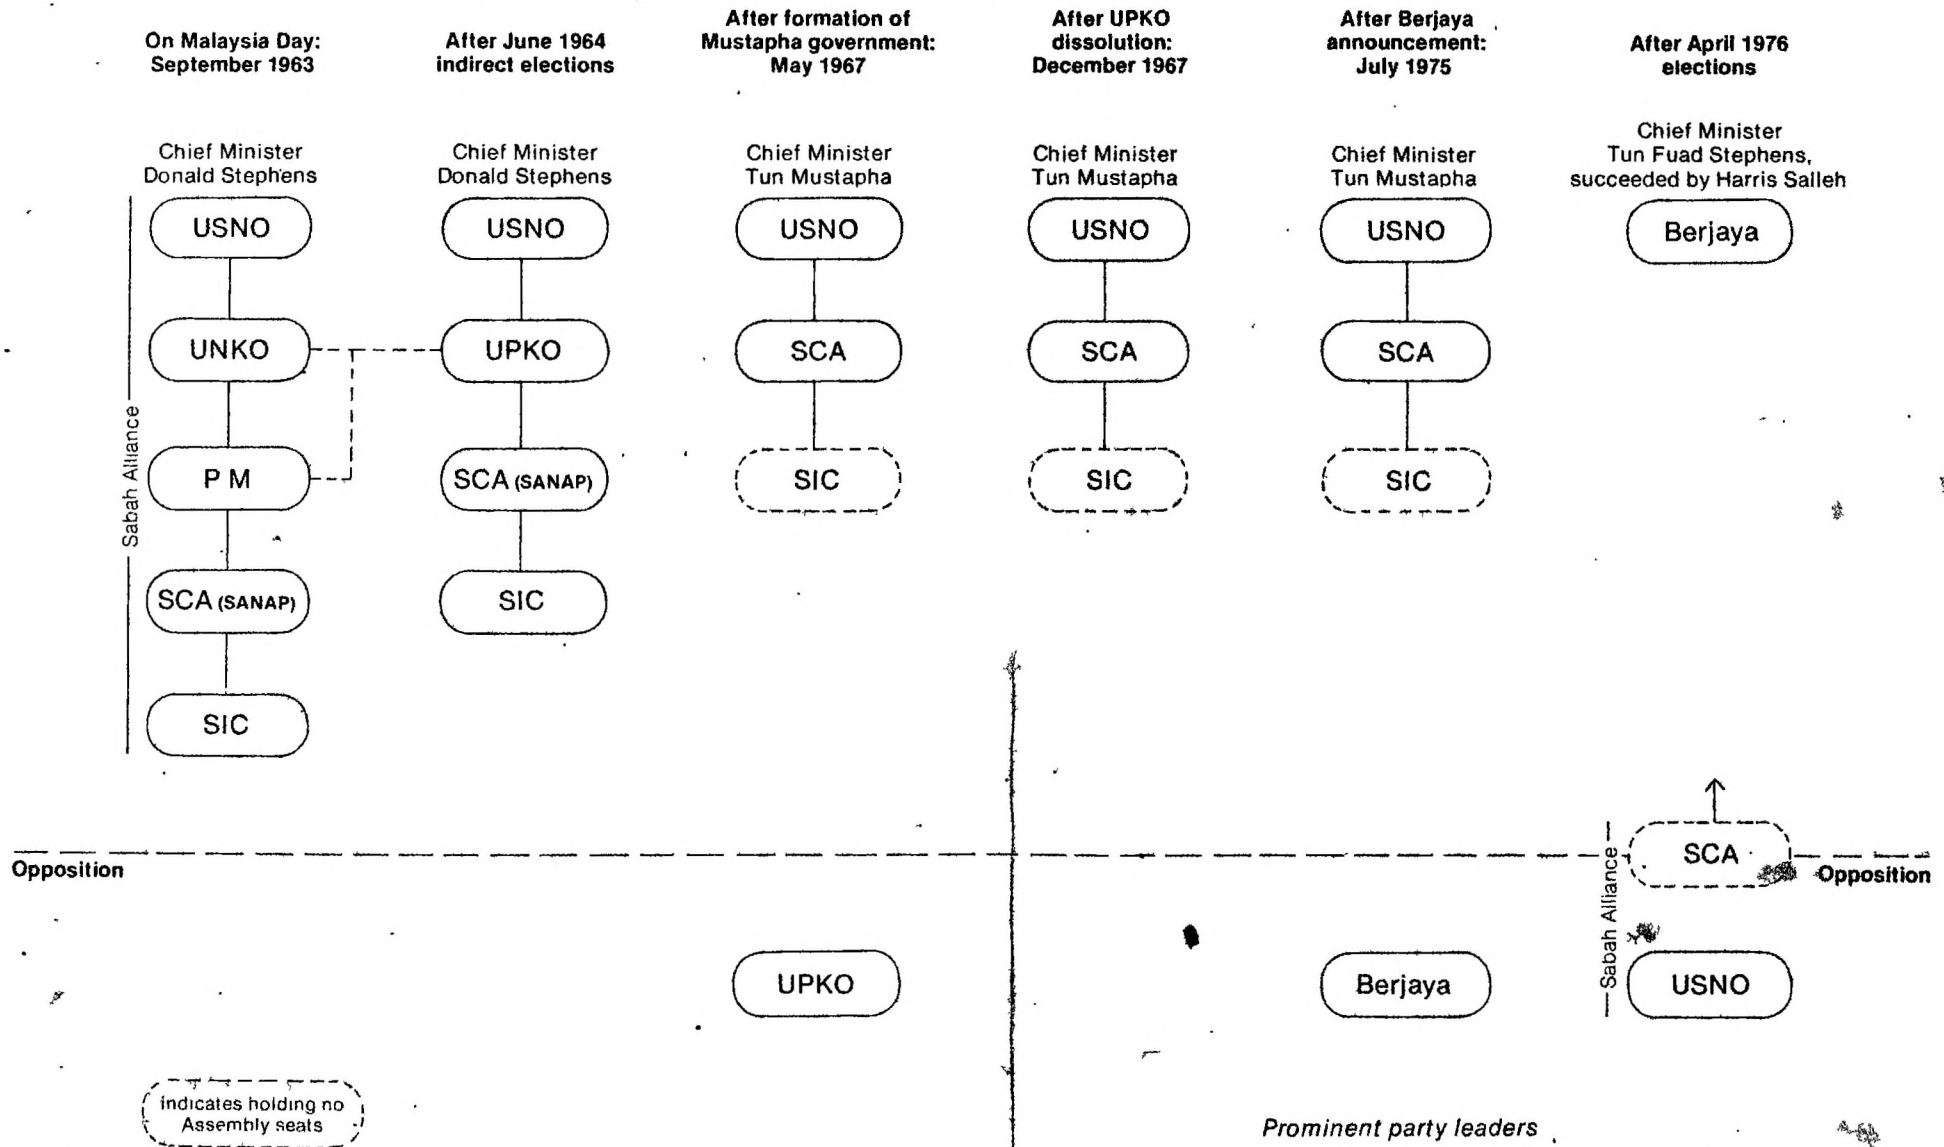 On Malaysia Day:
September 1963
Chief Minister
Donald Stephens
Sabah Alliance
USNO
UNKO
P M
SCA (SANAP)
SIC
After June 1964
indirect elections
Chief Minister
Donald Stephens
USNO
UPKO
SCA (SANAP)
SIC
After formation of
Mustapha government:
May 1967
Chief Minister
Tun Mustapha
USNO
SCA
SIC
UPKO
After UPKO
dissolution:
December 1967
Chief Minister
Tun Mustapha
USNO
SCA
SIC
After Berjaya
announcement:
July 1975
Chief Minister
Tun Mustapha
USNO
SCA
SIC
Berjaya
After April 1976
elections
Chief Minister
Tun Fuad Stephens,
succeeded by Harris Salleh
Berjaya
Sabah Alliance
SCA
USNO
Opposition
Opposition
indicates holding no
Assembly seats
Prominent party leaders